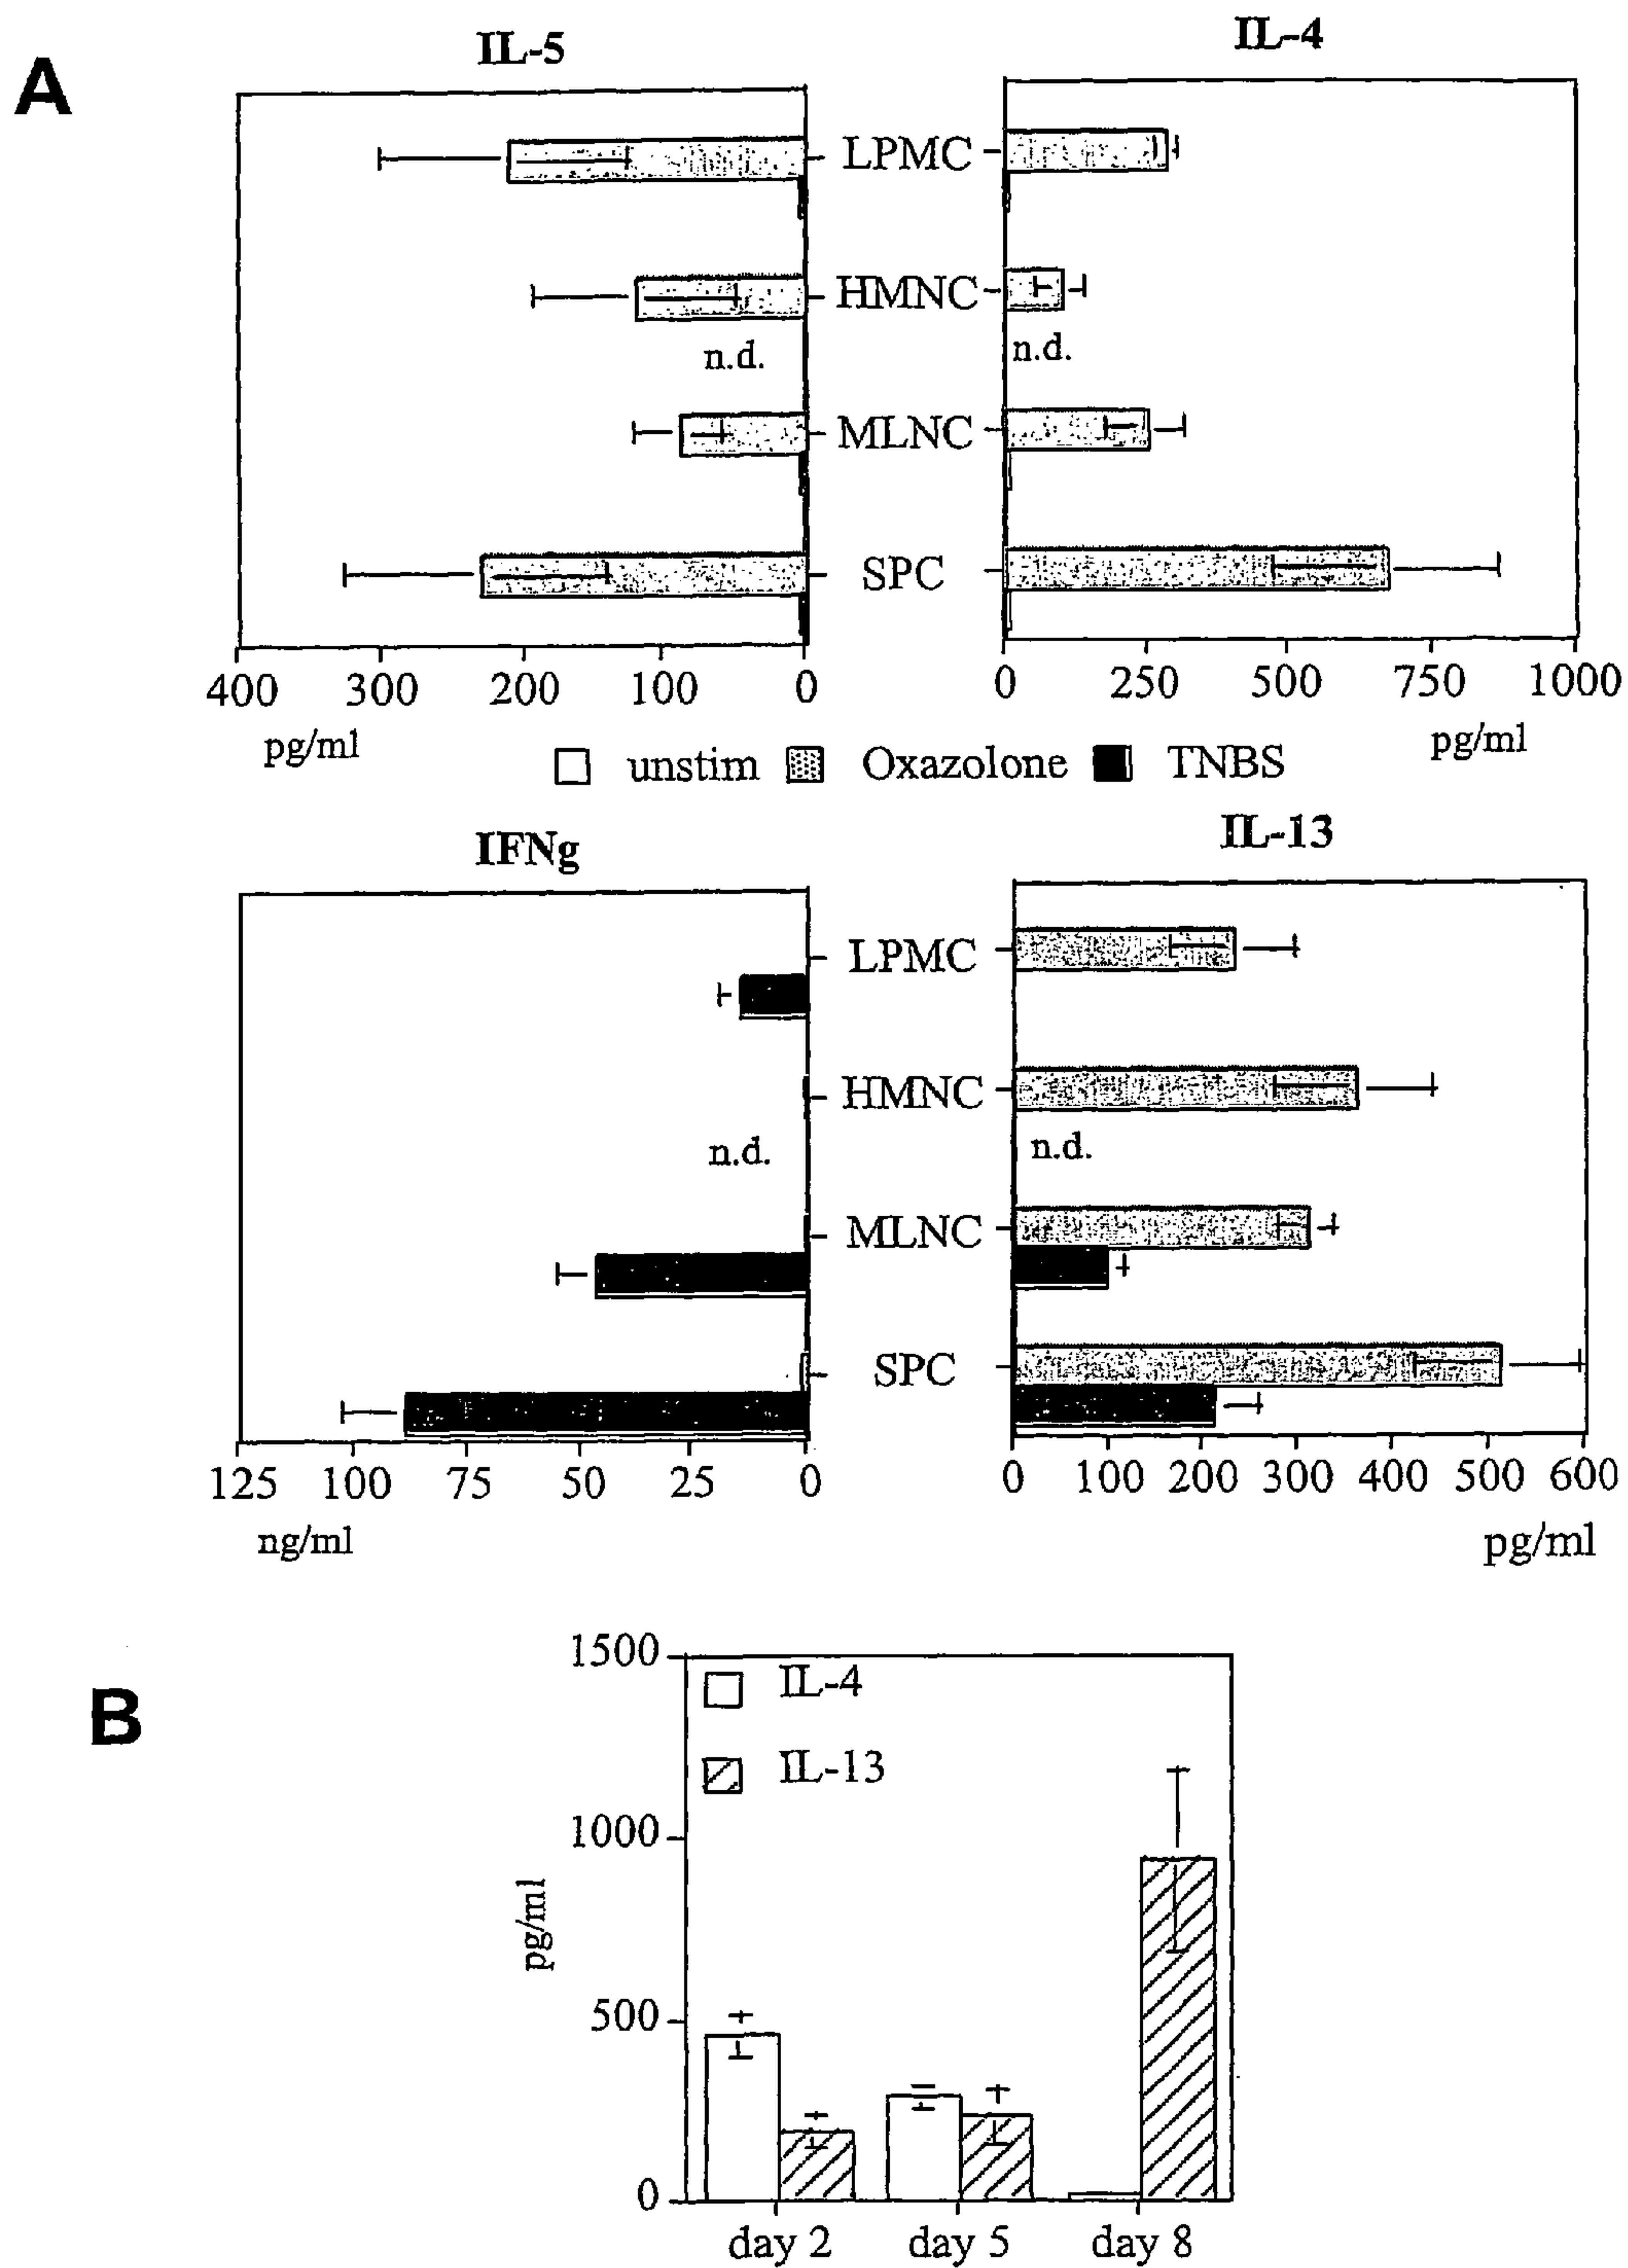 A
IL-5
IL-4
LPMC
HMNC
n.d.
n.d.
MLNC
SPC
400 300 200 100 0
0 250 500 750 1000
pg/ml
pg/ml
unstim Oxazolone TNBS
IFNg
IL-13
LPMC
HMNC
n.d.
n.d.
MLNC
SPC
125 100 75 50 25 0
0 100 200 300 400 500 600
ng/ml
pg/ml
B
1500
IL-4
IL-13
1000
pg/ml
500
0
day 2 day 5 day 8